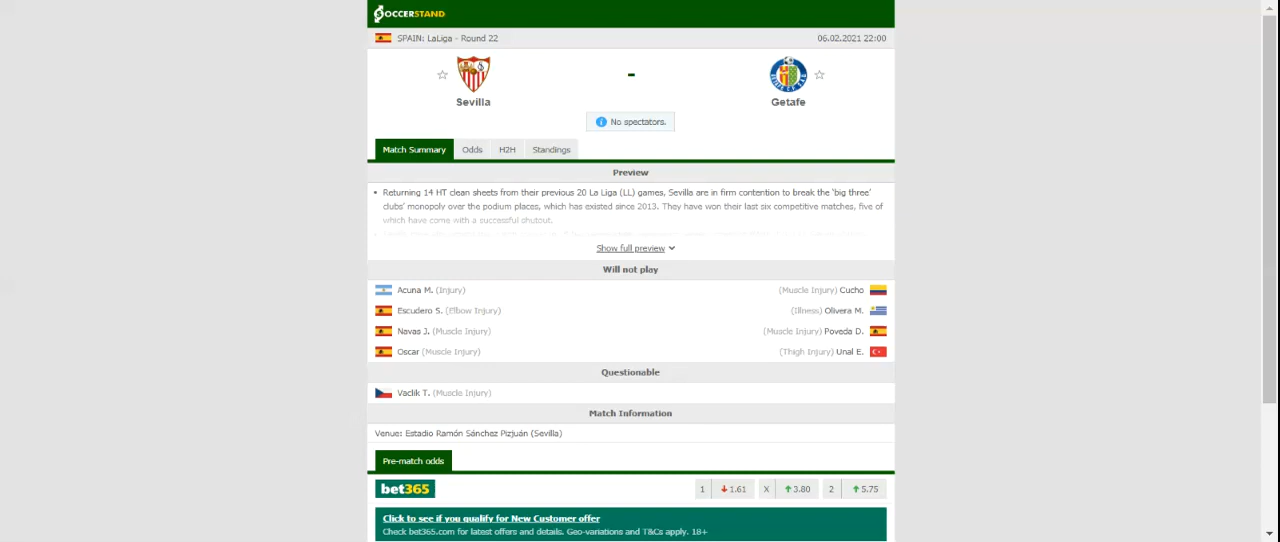 SOCCERSTAND
SPAIN: LaLiga - Round 22 06.02.2021 22:00
-
Sevilla Getafe
No spectators.
Match Summary Odds H2H Standings
Preview
Returning 14 HT clean sheets from their previous 20 La Liga (LL) games, Sevilla are in firm contention to break the 'big three'
clubs' monopoly over the podium places, which has existed since 2013. They have won their last six competitive matches, five of
which have come with a successful shutout.
Show full preview
Will not play
Acuna M. (Injury) (Muscle Injury) Cucho
Escudero S. (Elbow Injury) (Illness) Olivera M.
Navas J. (Muscle Injury) (Muscle Injury) Poveda D.
Oscar (Muscle Injury) (Thigh Injury) Unal E.
Questionable
Vaclik T. (Muscle Injury)
Match Information
Venue: Estadio Ramón Sánchez Pizjuán (Sevilla)
Pre-match odds
bet365 1 1.61 X 3.80 2 5.75
Click to see if you qualify for New Customer offer
Check bet365.com for latest offers and details. Geo-variations and T&Cs apply. 18+